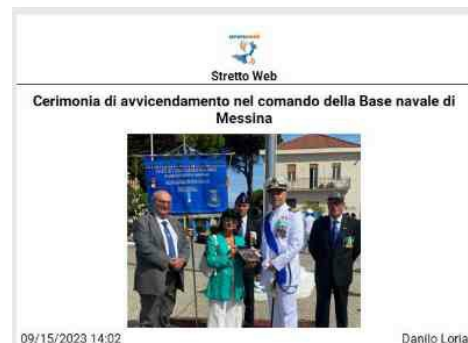 Stretto Web
Cerimonia di avvicendamento nel comando della Base navale di
Messina
09/15/2023 14:02
Danilo Loria